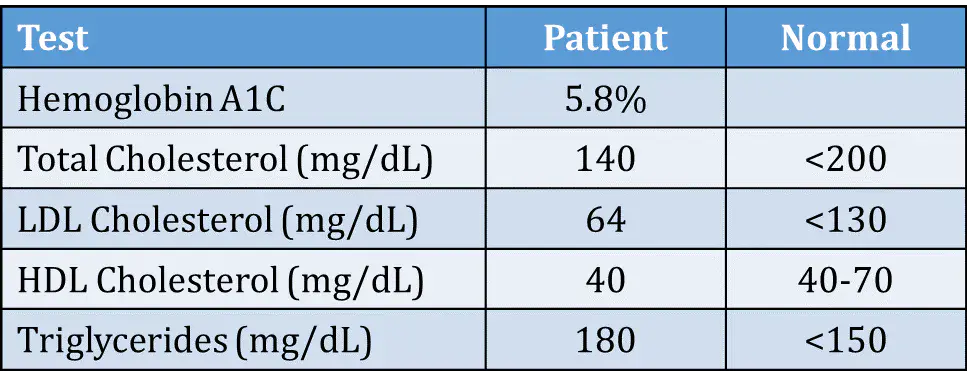 Test Patient Normal
Hemoglobin A1C 5.8%
Total Cholesterol (mg/dL) 140 <200
LDL Cholesterol (mg/dL) 64 <130
HDL Cholesterol (mg/dL) 40 40-70
Triglycerides (mg/dL) 180 <150